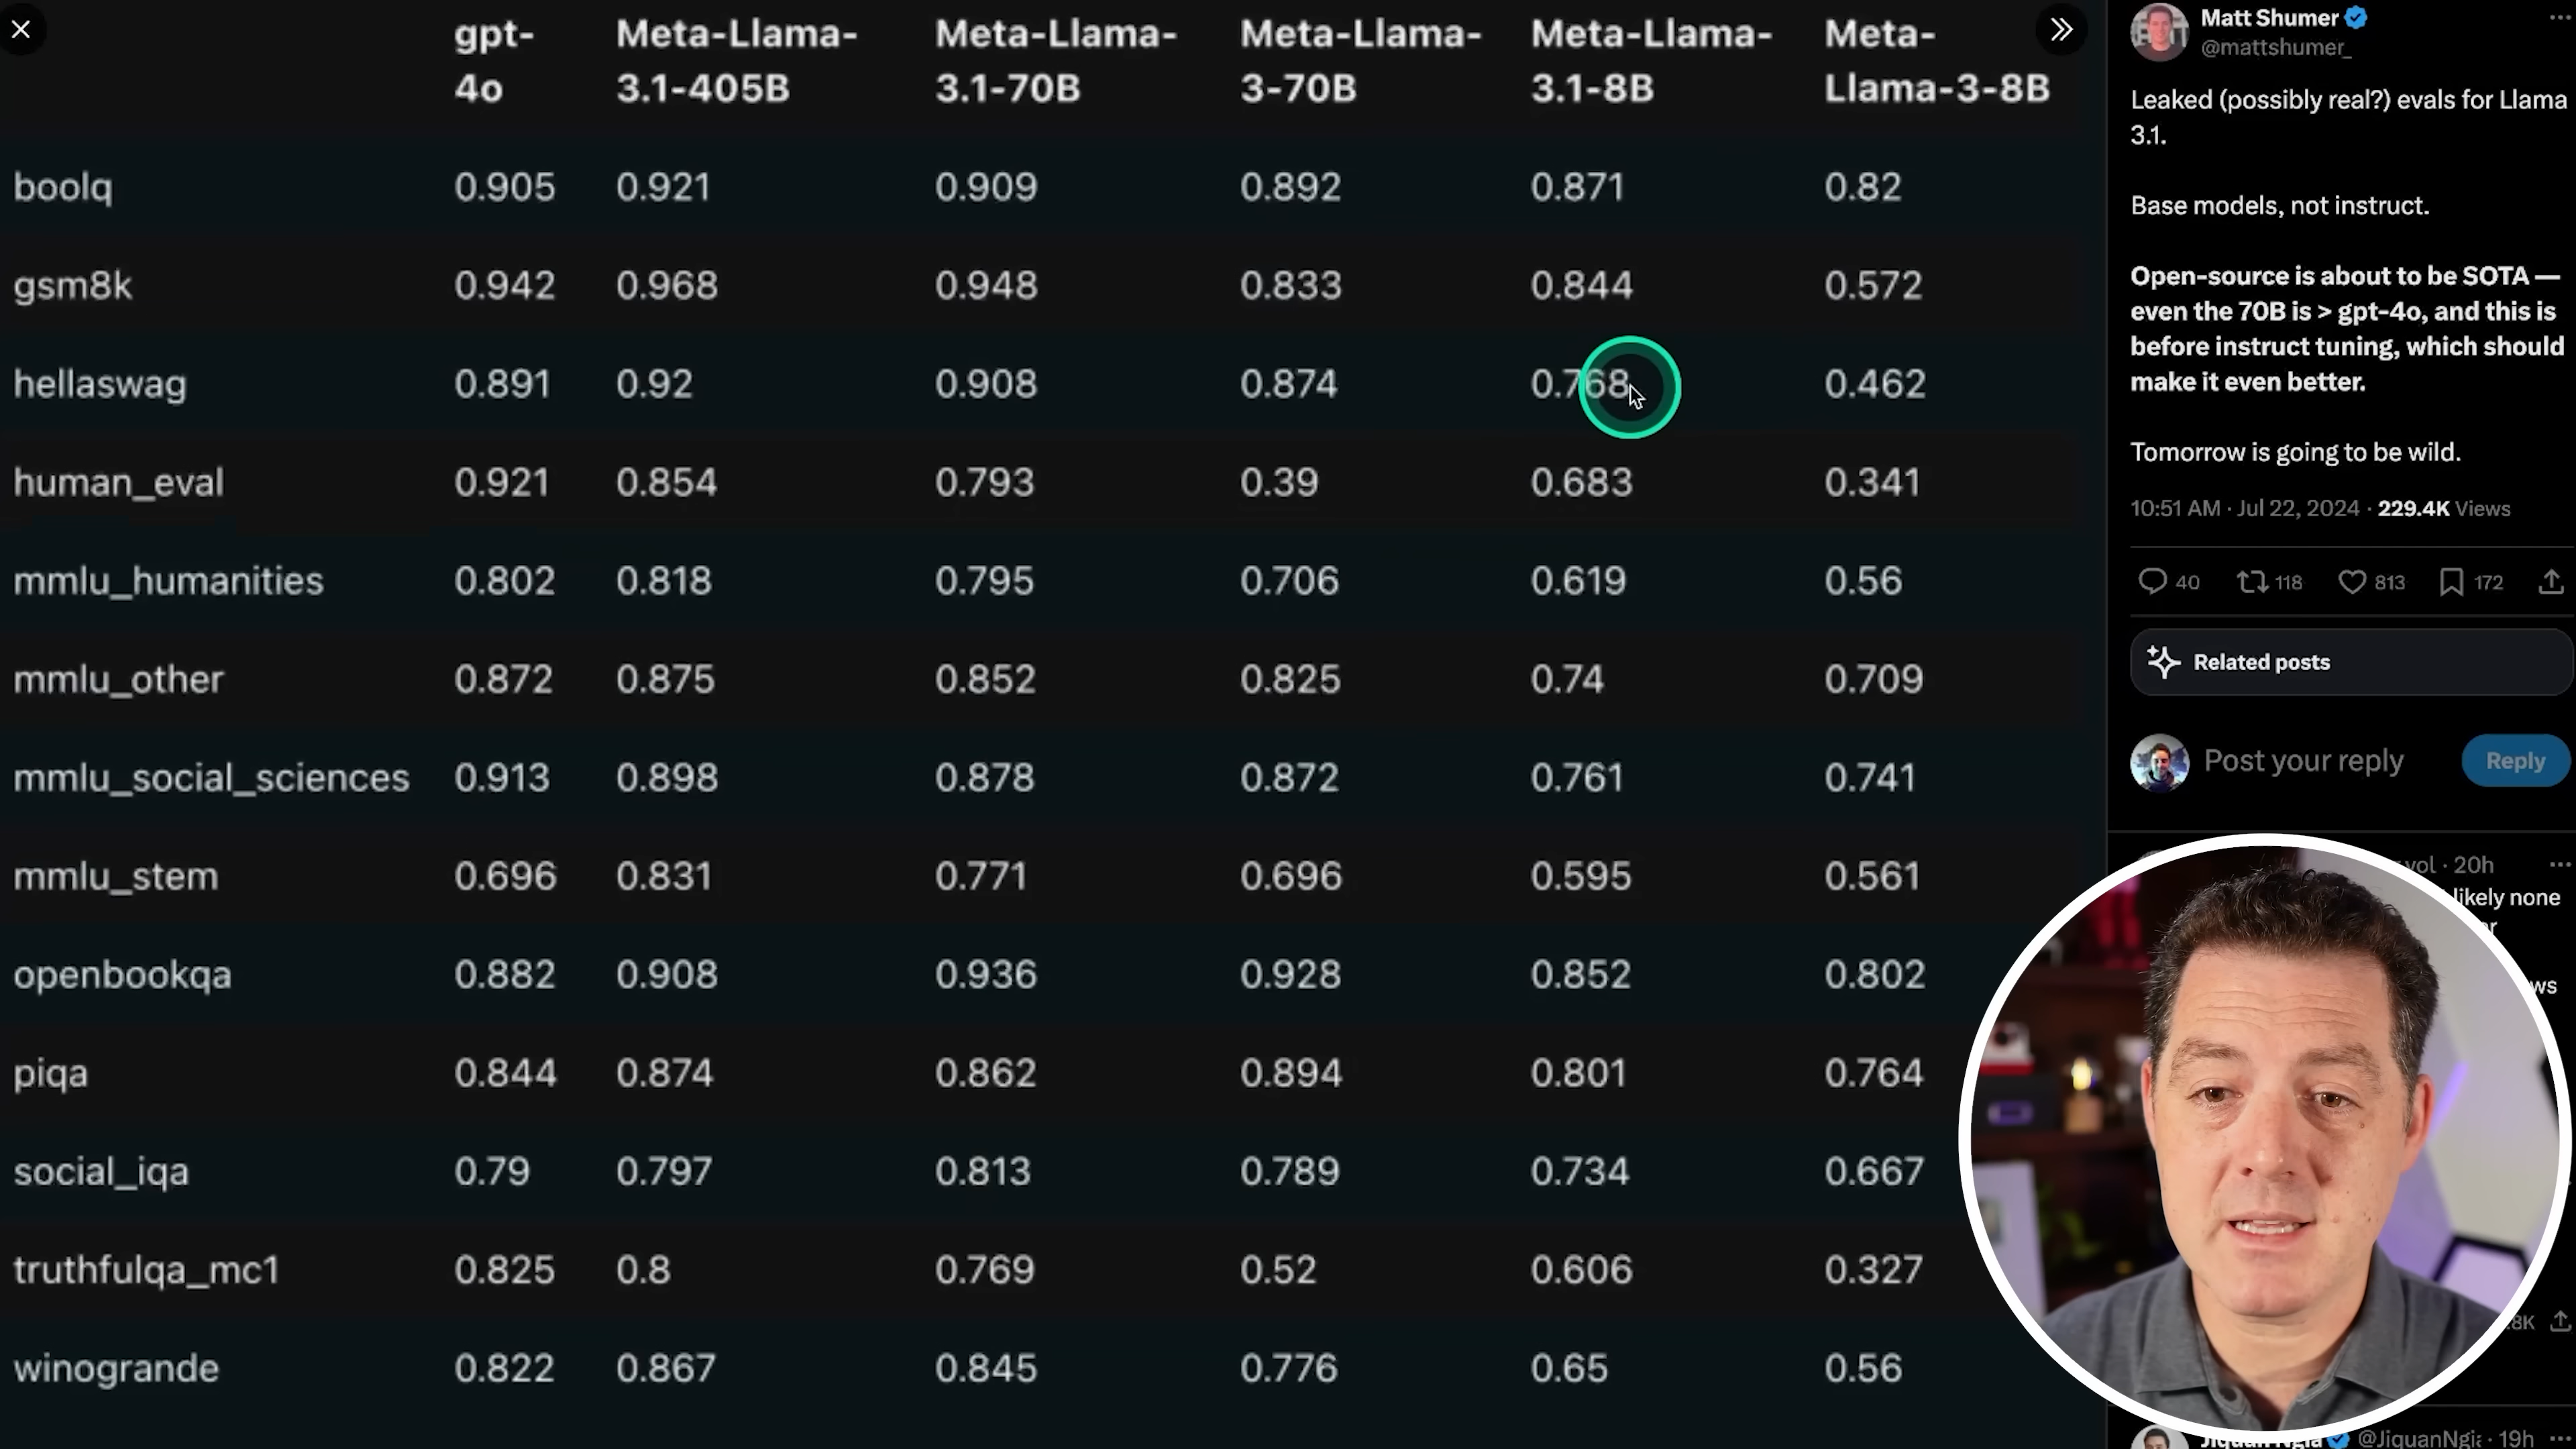 gpt-4o Meta-Llama-3.1-405B Meta-Llama-3.1-70B Meta-Llama-3-70B Meta-Llama-3.1-8B Meta-Llama-3-8B
boolq 0.905 0.921 0.909 0.892 0.871 0.82
gsm8k 0.942 0.968 0.948 0.833 0.844 0.572
hellaswag 0.891 0.92 0.908 0.874 0.768 0.462
human_eval 0.921 0.854 0.793 0.39 0.683 0.341
mmlu_humanities 0.802 0.818 0.795 0.706 0.619 0.56
mmlu_other 0.872 0.875 0.852 0.825 0.74 0.709
mmlu_social_sciences 0.913 0.898 0.878 0.872 0.761 0.741
mmlu_stem 0.696 0.831 0.771 0.696 0.595 0.561
openbookqa 0.882 0.908 0.936 0.928 0.852 0.802
piqa 0.844 0.874 0.862 0.894 0.801 0.764
social_iqa 0.79 0.797 0.813 0.789 0.734 0.667
truthfulqa_mc1 0.825 0.8 0.769 0.52 0.606 0.327
winogrande 0.822 0.867 0.845 0.776 0.65 0.56
Matt Shumer
@mattshumer_
Leaked (possibly real?) evals for Llama
3.1.
Base models, not instruct.
Open-source is about to be SOTA —
even the 70B is > gpt-4o, and this is
before instruct tuning, which should
make it even better.
Tomorrow is going to be wild.
10:51 AM · Jul 22, 2024 · 229.4K Views
40 118 813 172
Related posts
Post your reply
Reply
· 20h
likely none
@JiquanNgia · 19h